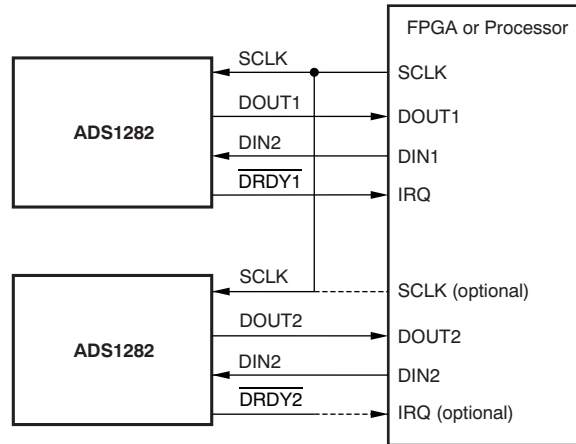 FPGA or Processor
SCLK
SCLK
DOUT1
DOUT1
ADS1282
DIN2
DIN1
DRDY1
IRQ
SCLK
SCLK (optional)
DOUT2
DOUT2
ADS1282
DIN2
DIN2
DRDY2
IRQ (optional)